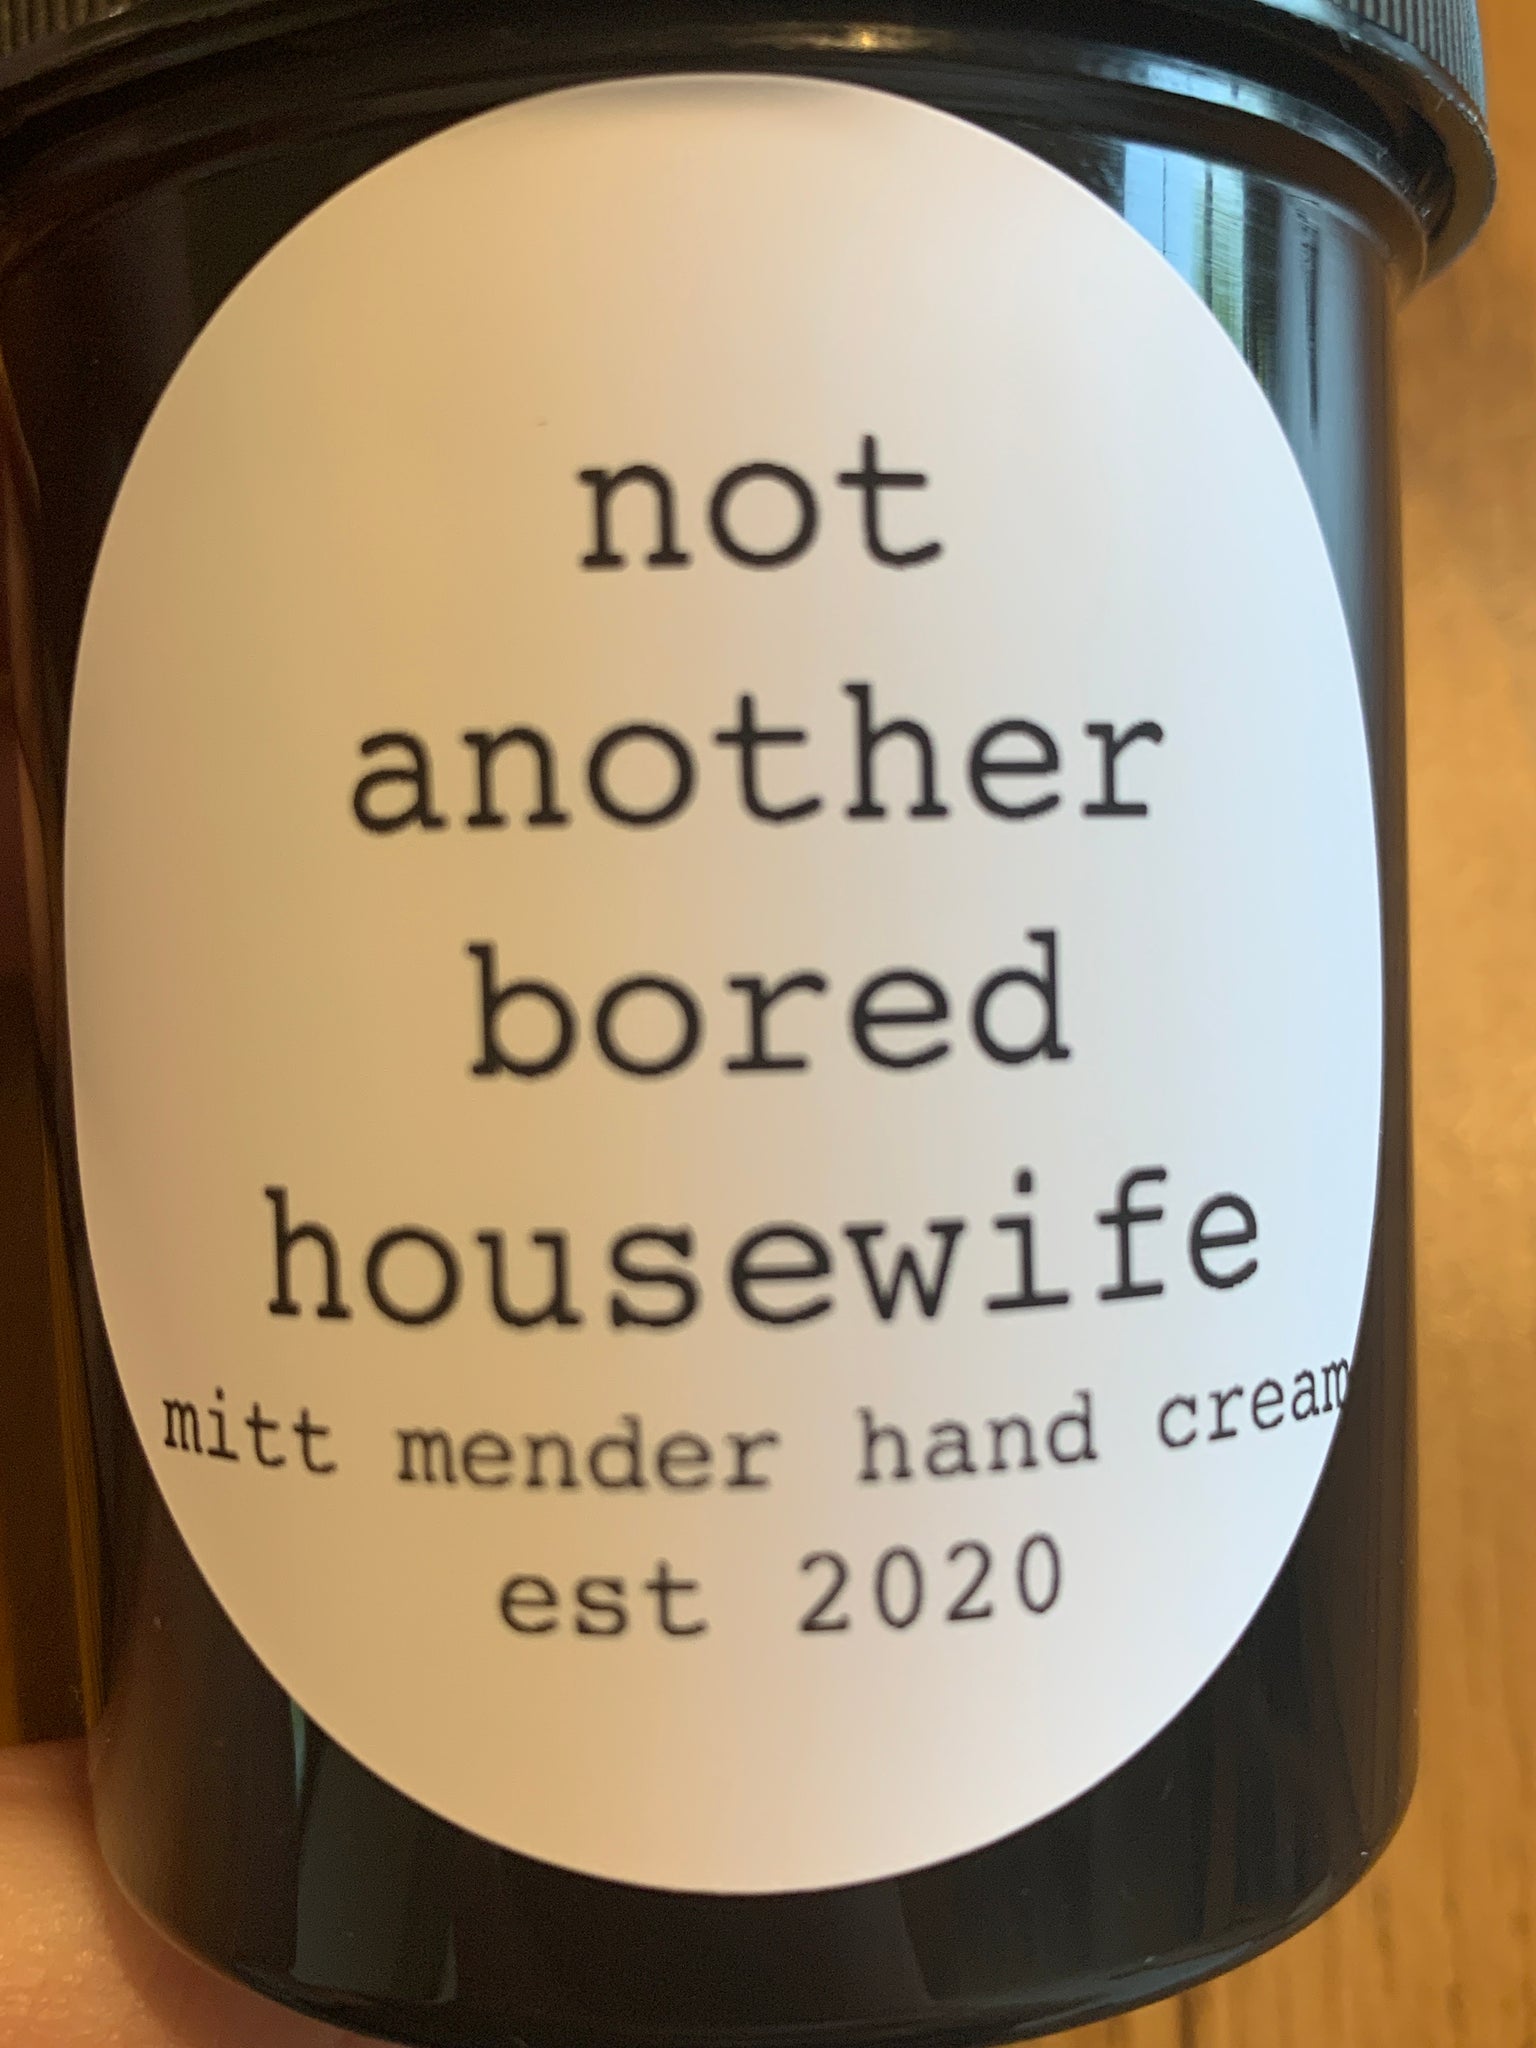 not
another
bored
housewife
mitt mender hand cream
est 2020